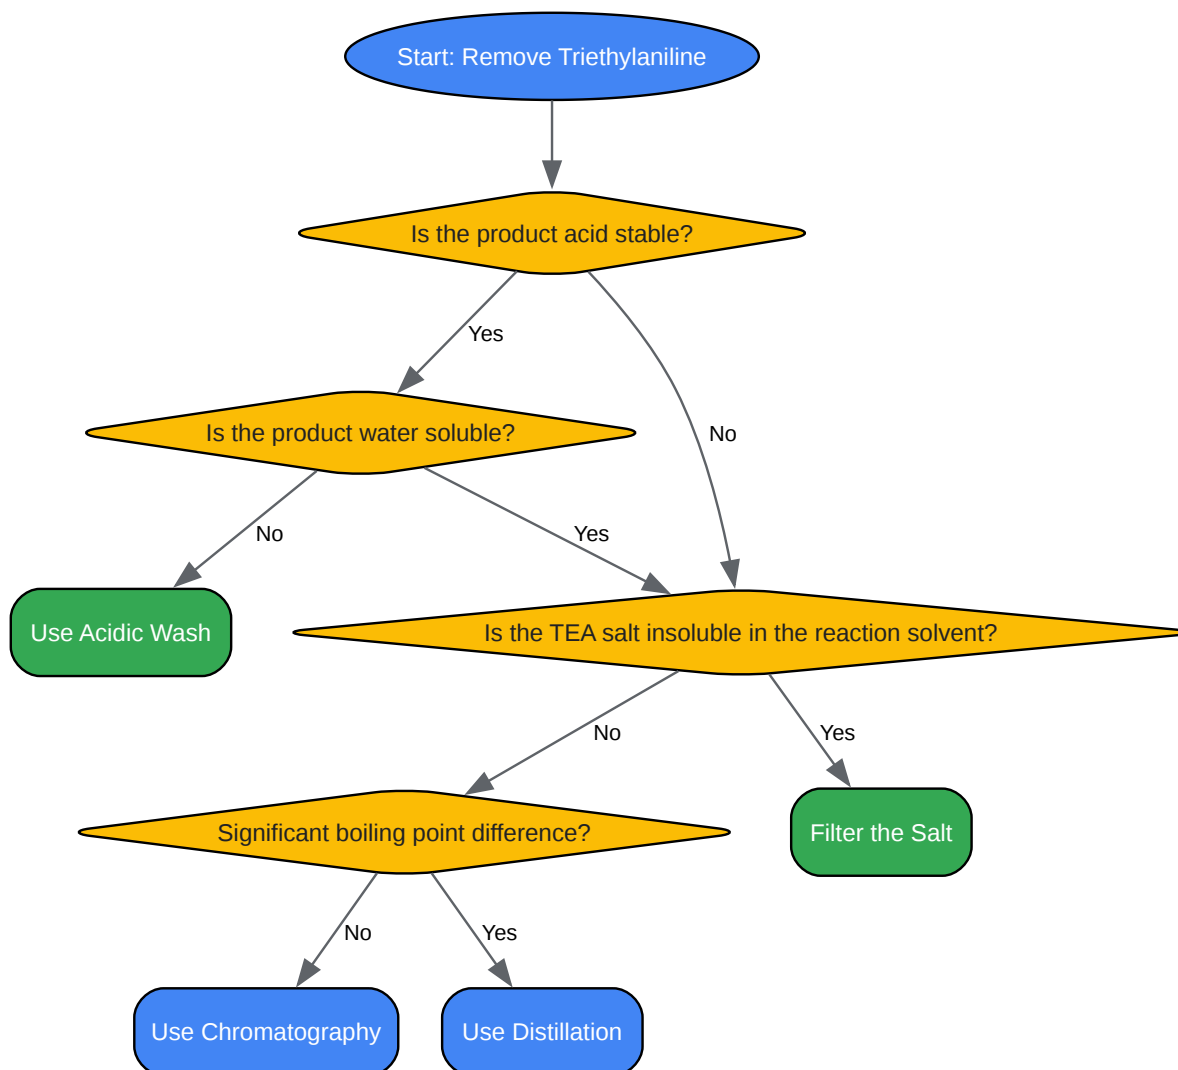 Start: Remove Triethylaniline
Is the product acid stable?
Yes
Is the product water soluble?
No
No
Yes
Use Acidic Wash
Is the TEA salt insoluble in the reaction solvent?
No
Yes
Significant boiling point difference?
Filter the Salt
No
Yes
Use Chromatography
Use Distillation